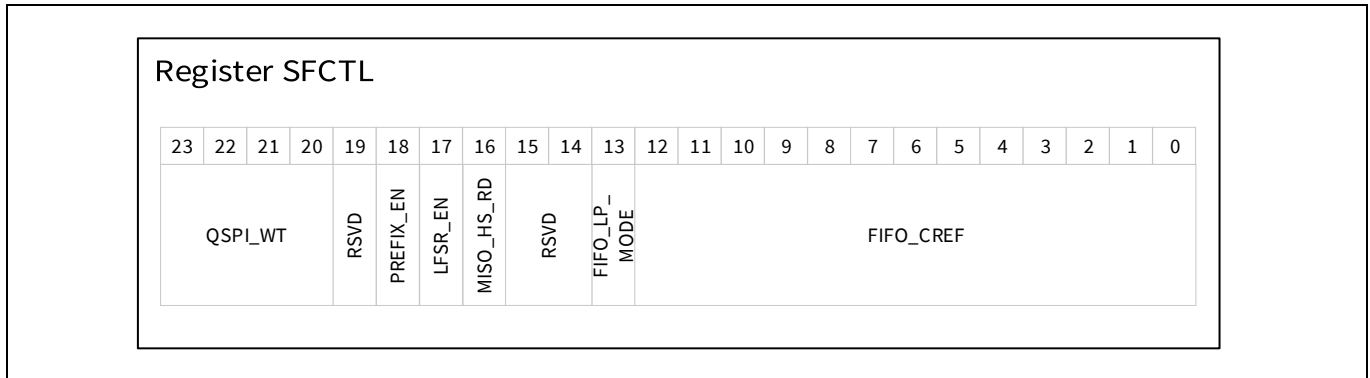 Register SFCTL
23 22 21 20 19 18 17 16 15 14 13 12 11 10 9 8 7 6 5 4 3 2 1 0
QSPI_WT
RSVD
PREFIX_EN
LFSR_EN
MISO_HS_RD
RSVD
FIFO_LP_
MODE
FIFO_CREF